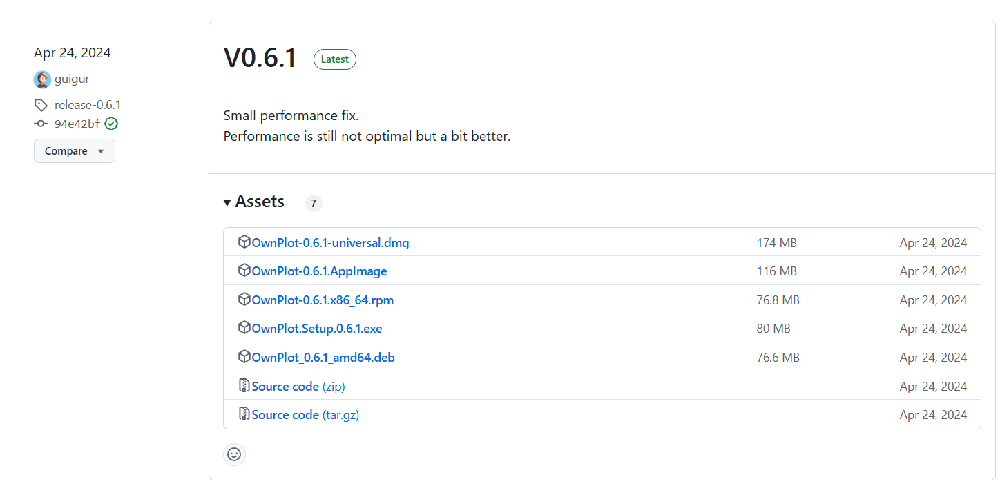 Apr 24, 2024
guigur
release-0.6.1
94e42bf
Compare
V0.6.1 Latest
Small performance fix.
Performance is still not optimal but a bit better.
Assets 7
OwnPlot-0.6.1-universal.dmg 174 MB Apr 24, 2024
OwnPlot-0.6.1.AppImage 116 MB Apr 24, 2024
OwnPlot-0.6.1.x86_64.rpm 76.8 MB Apr 24, 2024
OwnPlot.Setup.0.6.1.exe 80 MB Apr 24, 2024
OwnPlot_0.6.1_amd64.deb 76.6 MB Apr 24, 2024
Source code (zip) Apr 24, 2024
Source code (tar.gz) Apr 24, 2024